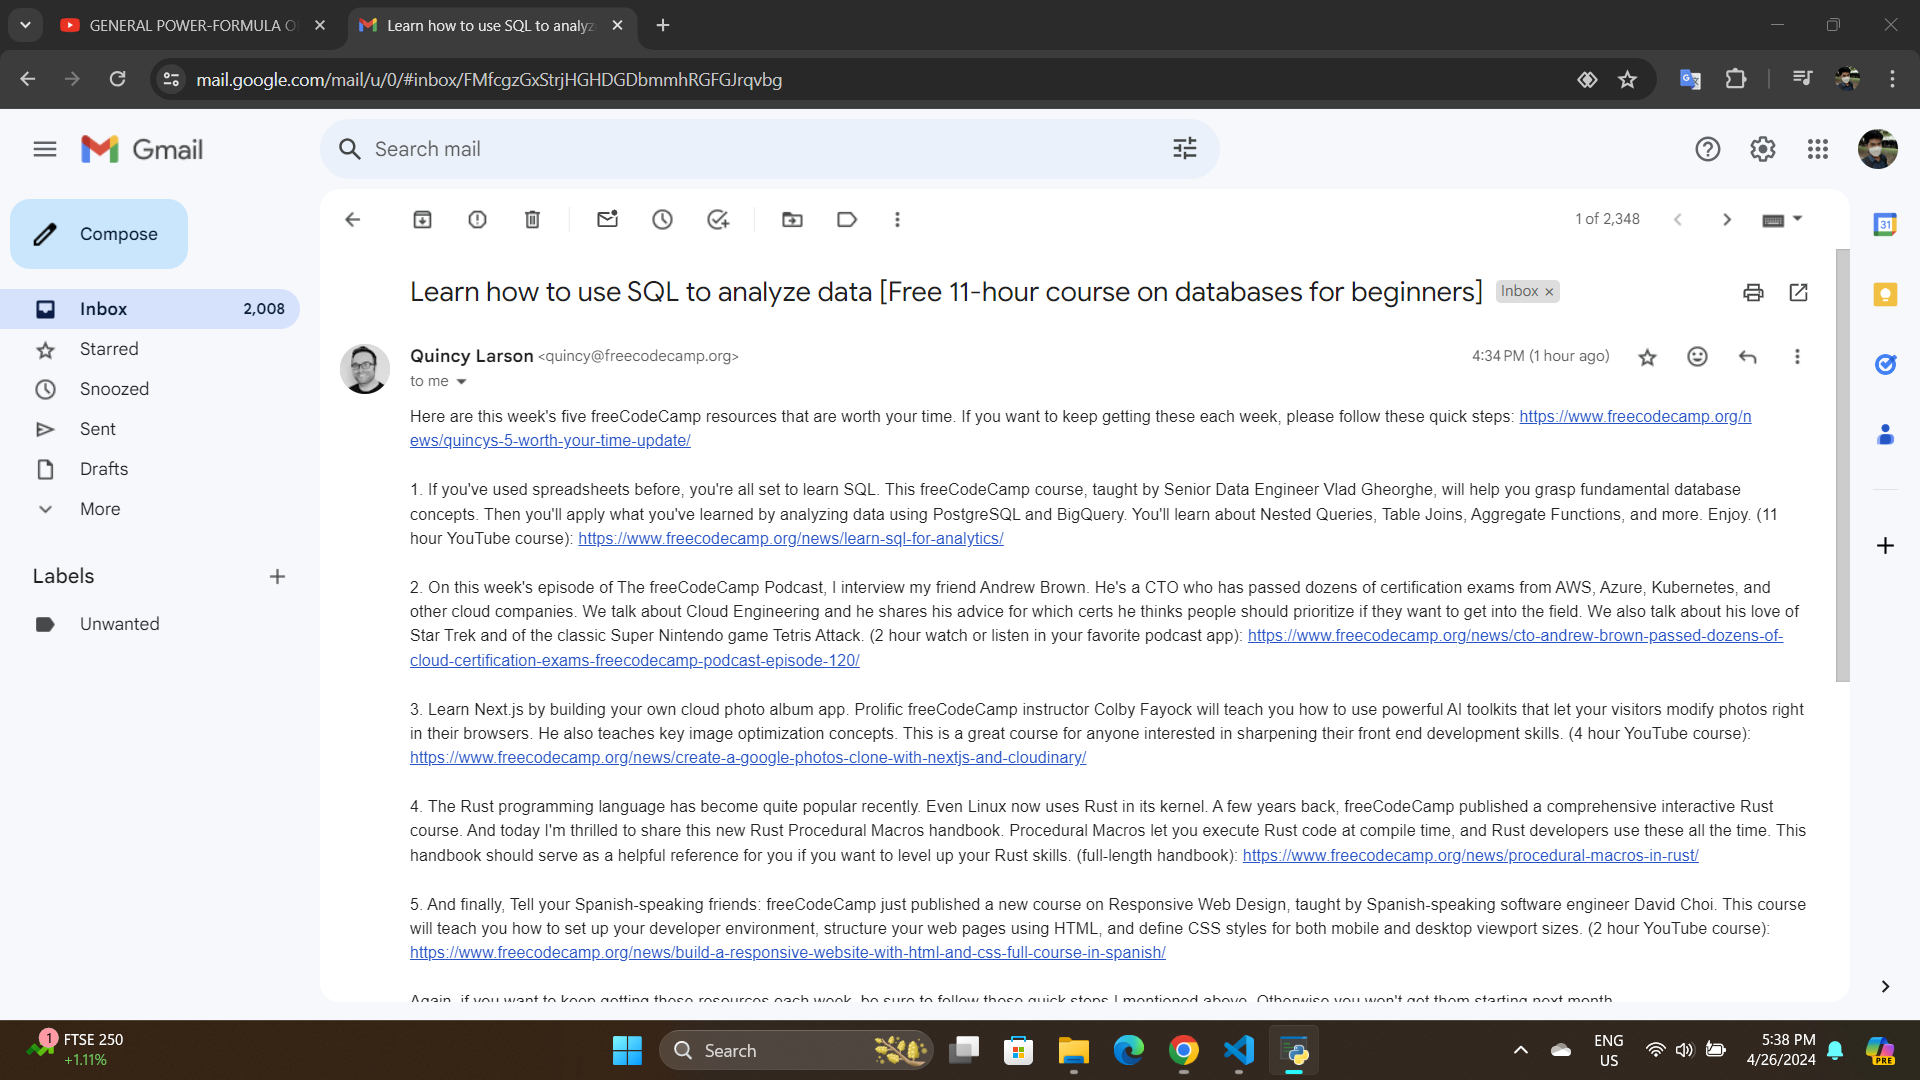 GENERAL POWER-FORMULA O
Learn how to use SQL to analyz
mail.google.com/mail/u/0/#inbox/FMfcgzGxStrjHGHDGDbmmhRGFGJrqvbg
Gmail
Search mail
Compose
Inbox 2,008
Starred
Snoozed
Sent
Drafts
More
Labels
Unwanted
1 of 2,348
31
Learn how to use SQL to analyze data [Free 11-hour course on databases for beginners] Inbox ×
Quincy Larson <quincy@freecodecamp.org>
4:34 PM (1 hour ago)
to me
Here are this week's five freeCodeCamp resources that are worth your time. If you want to keep getting these each week, please follow these quick steps: https://www.freecodecamp.org/n
ews/quincys-5-worth-your-time-update/
1. If you've used spreadsheets before, you're all set to learn SQL. This freeCodeCamp course, taught by Senior Data Engineer Vlad Gheorghe, will help you grasp fundamental database
concepts. Then you'll apply what you've learned by analyzing data using PostgreSQL and BigQuery. You'll learn about Nested Queries, Table Joins, Aggregate Functions, and more. Enjoy. (11
hour YouTube course): https://www.freecodecamp.org/news/learn-sql-for-analytics/
2. On this week's episode of The freeCodeCamp Podcast, I interview my friend Andrew Brown. He's a CTO who has passed dozens of certification exams from AWS, Azure, Kubernetes, and
other cloud companies. We talk about Cloud Engineering and he shares his advice for which certs he thinks people should prioritize if they want to get into the field. We also talk about his love of
Star Trek and of the classic Super Nintendo game Tetris Attack. (2 hour watch or listen in your favorite podcast app): https://www.freecodecamp.org/news/cto-andrew-brown-passed-dozens-of-
cloud-certification-exams-freecodecamp-podcast-episode-120/
3. Learn Next.js by building your own cloud photo album app. Prolific freeCodeCamp instructor Colby Fayock will teach you how to use powerful AI toolkits that let your visitors modify photos right
in their browsers. He also teaches key image optimization concepts. This is a great course for anyone interested in sharpening their front end development skills. (4 hour YouTube course):
https://www.freecodecamp.org/news/create-a-google-photos-clone-with-nextjs-and-cloudinary/
4. The Rust programming language has become quite popular recently. Even Linux now uses Rust in its kernel. A few years back, freeCodeCamp published a comprehensive interactive Rust
course. And today I'm thrilled to share this new Rust Procedural Macros handbook. Procedural Macros let you execute Rust code at compile time, and Rust developers use these all the time. This
handbook should serve as a helpful reference for you if you want to level up your Rust skills. (full-length handbook): https://www.freecodecamp.org/news/procedural-macros-in-rust/
5. And finally, Tell your Spanish-speaking friends: freeCodeCamp just published a new course on Responsive Web Design, taught by Spanish-speaking software engineer David Choi. This course
will teach you how to set up your developer environment, structure your web pages using HTML, and define CSS styles for both mobile and desktop viewport sizes. (2 hour YouTube course):
https://www.freecodecamp.org/news/build-a-responsive-website-with-html-and-css-full-course-in-spanish/
Again, if you want to keep getting these resources each week, be sure to follow those quick steps I mentioned above. Otherwise you won't get them starting next month.
1
FTSE 250
+1.11%
Search
ENG
US
5:38 PM
4/26/2024
PRE